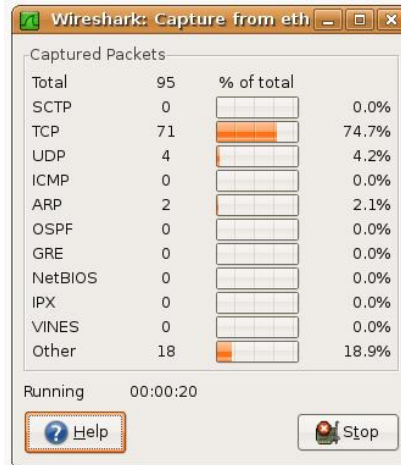 Wireshark: Capture from eth
Captured Packets
Total 95 % of total
SCTP 0 0.0%
TCP 71 74.7%
UDP 4 4.2%
ICMP 0 0.0%
ARP 2 2.1%
OSPF 0 0.0%
GRE 0 0.0%
NetBIOS 0 0.0%
IPX 0 0.0%
VINES 0 0.0%
Other 18 18.9%
Running 00:00:20
Help Stop